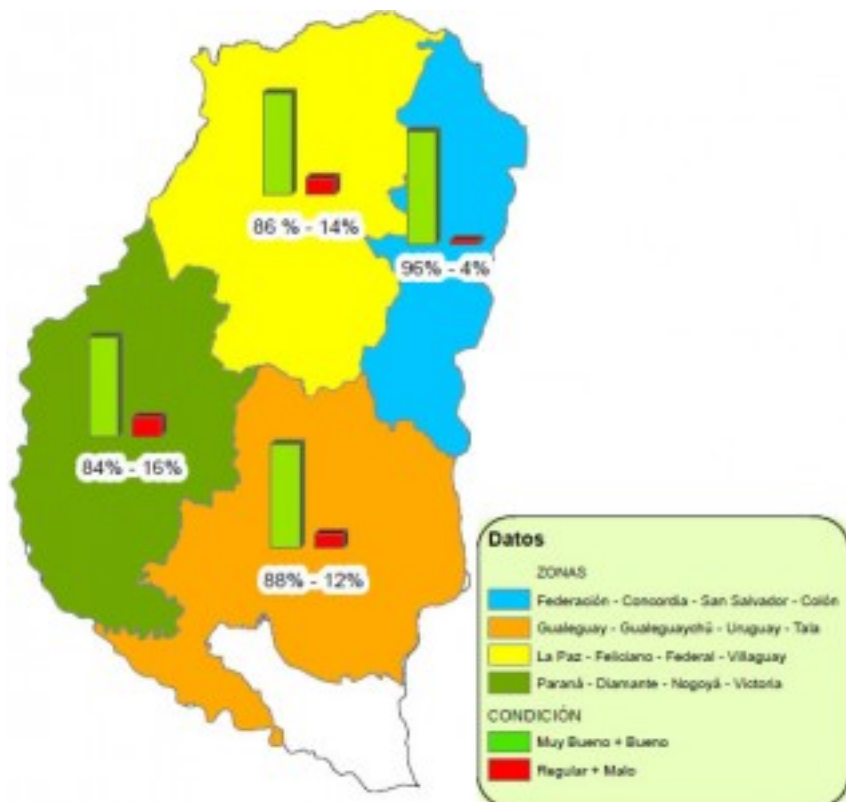 86 % - 14%
96% - 4%
84% - 16%
88% - 12%
Datos
ZONAS
Federación - Concordia - San Salvador - Colón
Gualeguay - Gualeguaychú - Uruguay - Tala
La Paz - Feliciano - Federal - Villaguay
Paraná - Diamante - Nogoyá - Victoria
CONDICIÓN
Muy Bueno + Bueno
Regular + Malo